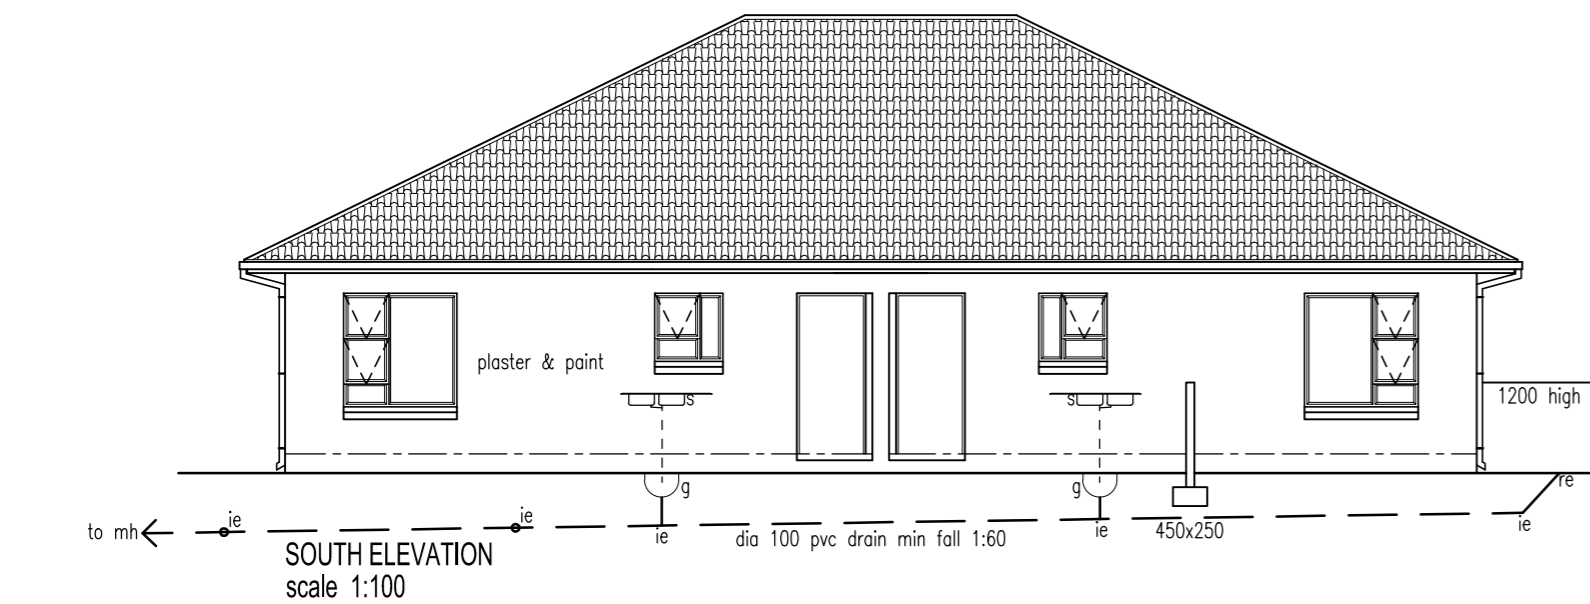 plaster & paint
s
s
1200 high
g
g
re
to mh
ie
ie
ie
dia 100 pvc drain min fall 1:60
ie
450x250
ie
SOUTH ELEVATION
scale 1:100